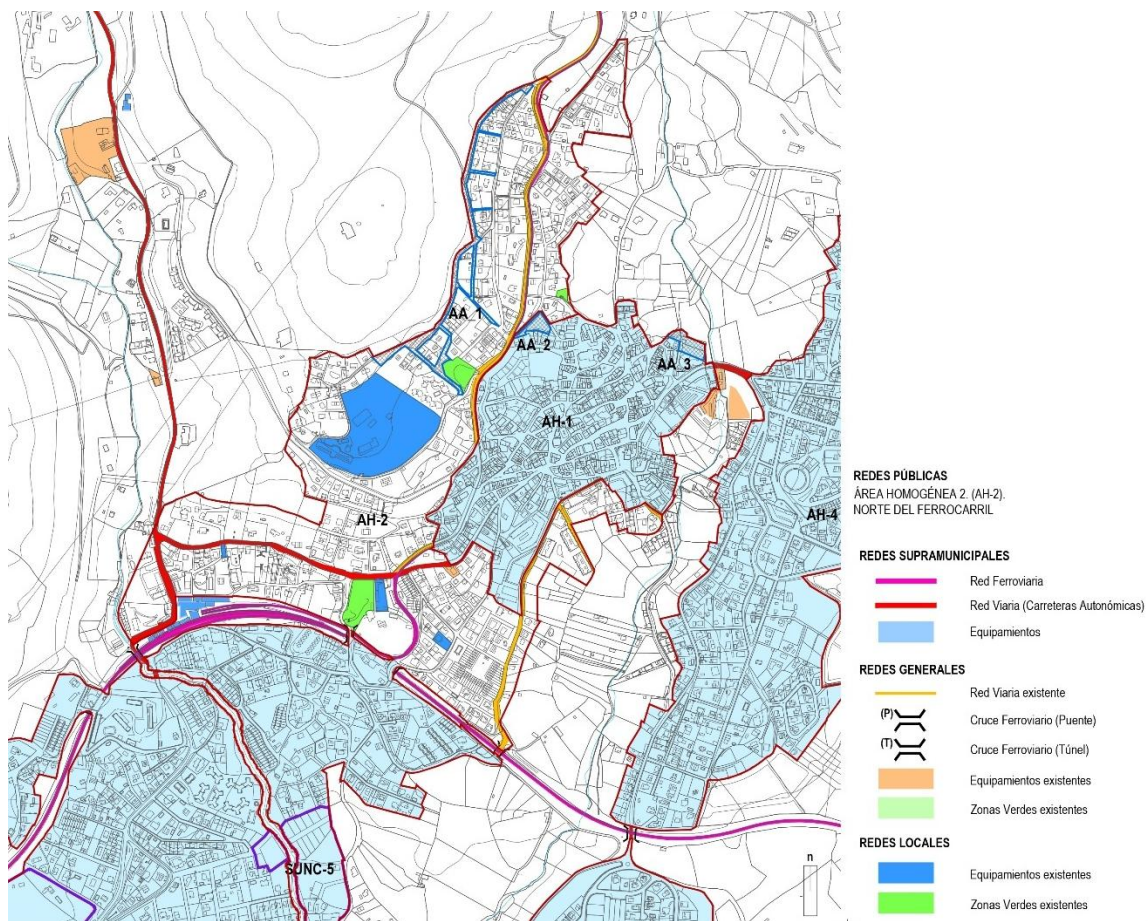 AA_1
AA_2
AA_3
AH-1
AH-2
AH-4
SUNC-5
n
REDES PÚBLICAS
ÁREA HOMOGÉNEA 2. (AH-2).
NORTE DEL FERROCARRIL
REDES SUPRAMUNICIPALES
Red Ferroviaria
Red Viaria (Carreteras Autonómicas)
Equipamientos
REDES GENERALES
Red Viaria existente
(P) Cruce Ferroviario (Puente)
(T) Cruce Ferroviario (Túnel)
Equipamientos existentes
Zonas Verdes existentes
REDES LOCALES
Equipamientos existentes
Zonas Verdes existentes